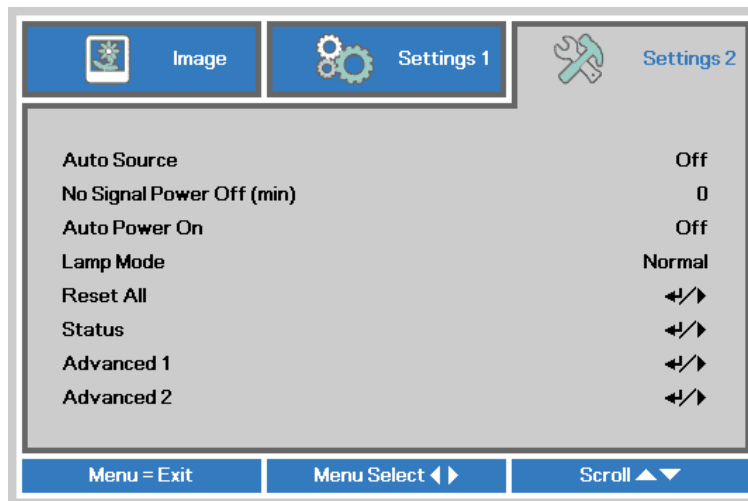 Image
Settings 1
Settings 2
Auto Source Off
No Signal Power Off (min) 0
Auto Power On Off
Lamp Mode Normal
Reset All ↵/▶
Status ↵/▶
Advanced 1 ↵/▶
Advanced 2 ↵/▶
Menu = Exit
Menu Select ◀ ▶
Scroll ▲ ▼